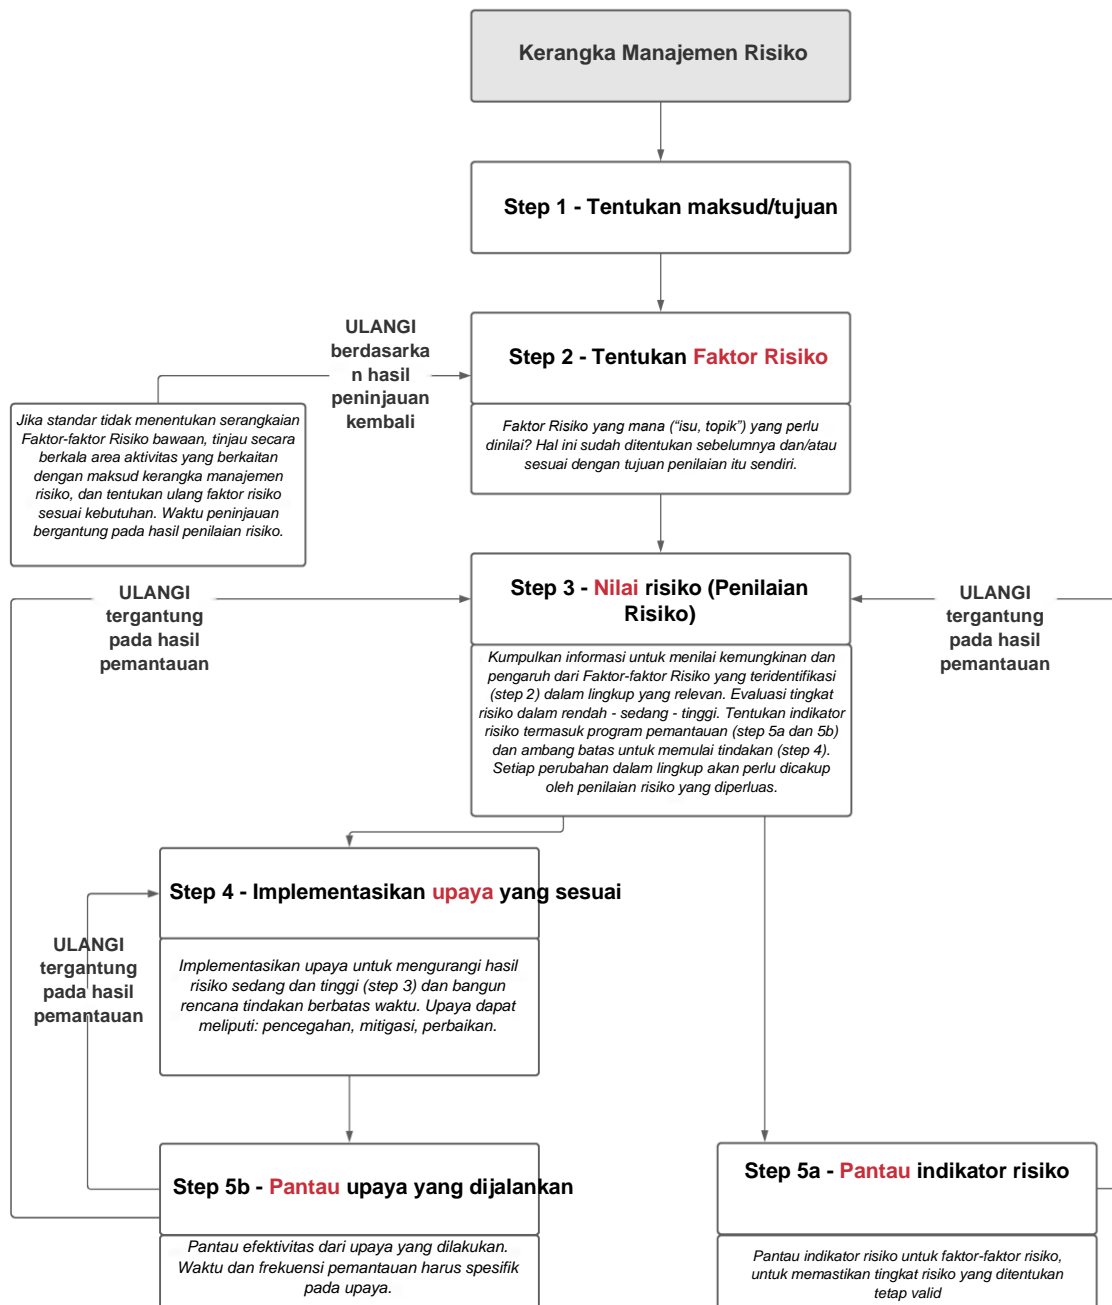 Kerangka Manajemen Risiko
Step 1 - Tentukan maksud/tujuan
ULANGI
berdasarka
n hasil
peninjauan
kembali
Step 2 - Tentukan Faktor Risiko
Faktor Risiko yang mana (“isu, topik”) yang perlu
dinilai? Hal ini sudah ditentukan sebelumnya dan/atau
sesuai dengan tujuan penilaian itu sendiri.
Jika standar tidak menentukan serangkaian
Faktor-faktor Risiko bawaan, tinjau secara
berkala area aktivitas yang berkaitan
dengan maksud kerangka manajemen
risiko, dan tentukan ulang faktor risiko
sesuai kebutuhan. Waktu peninjauan
bergantung pada hasil penilaian risiko.
ULANGI
tergantung
pada hasil
pemantauan
Step 3 - Nilai risiko (Penilaian
Risiko)
Kumpulkan informasi untuk menilai kemungkinan dan
pengaruh dari Faktor-faktor Risiko yang teridentifikasi
(step 2) dalam lingkup yang relevan. Evaluasi tingkat
risiko dalam rendah - sedang - tinggi. Tentukan indikator
risiko termasuk program pemantauan (step 5a dan 5b)
dan ambang batas untuk memulai tindakan (step 4).
Setiap perubahan dalam lingkup akan perlu dicakup
oleh penilaian risiko yang diperluas.
ULANGI
tergantung
pada hasil
pemantauan
Step 4 - Implementasikan upaya yang sesuai
Implementasikan upaya untuk mengurangi hasil
risiko sedang dan tinggi (step 3) dan bangun
rencana tindakan berbatas waktu. Upaya dapat
meliputi: pencegahan, mitigasi, perbaikan.
ULANGI
tergantung
pada hasil
pemantauan
Step 5b - Pantau upaya yang dijalankan
Pantau efektivitas dari upaya yang dilakukan.
Waktu dan frekuensi pemantauan harus spesifik
pada upaya.
Step 5a - Pantau indikator risiko
Pantau indikator risiko untuk faktor-faktor risiko,
untuk memastikan tingkat risiko yang ditentukan
tetap valid